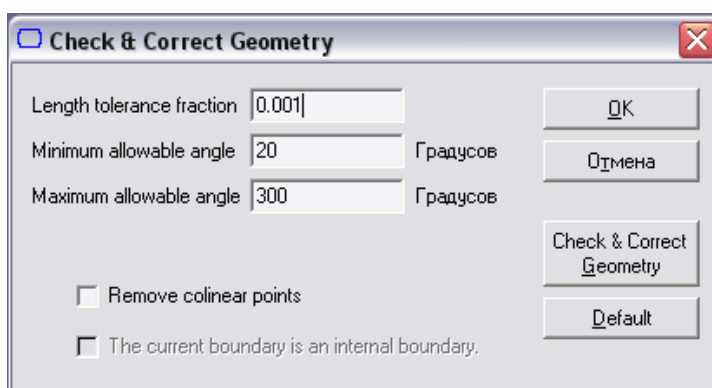 Check & Correct Geometry
Length tolerance fraction 0.001
OK
Minimum allowable angle 20 Градусов
Отмена
Maximum allowable angle 300 Градусов
Check & Correct
Geometry
Remove colinear points
Default
The current boundary is an internal boundary.